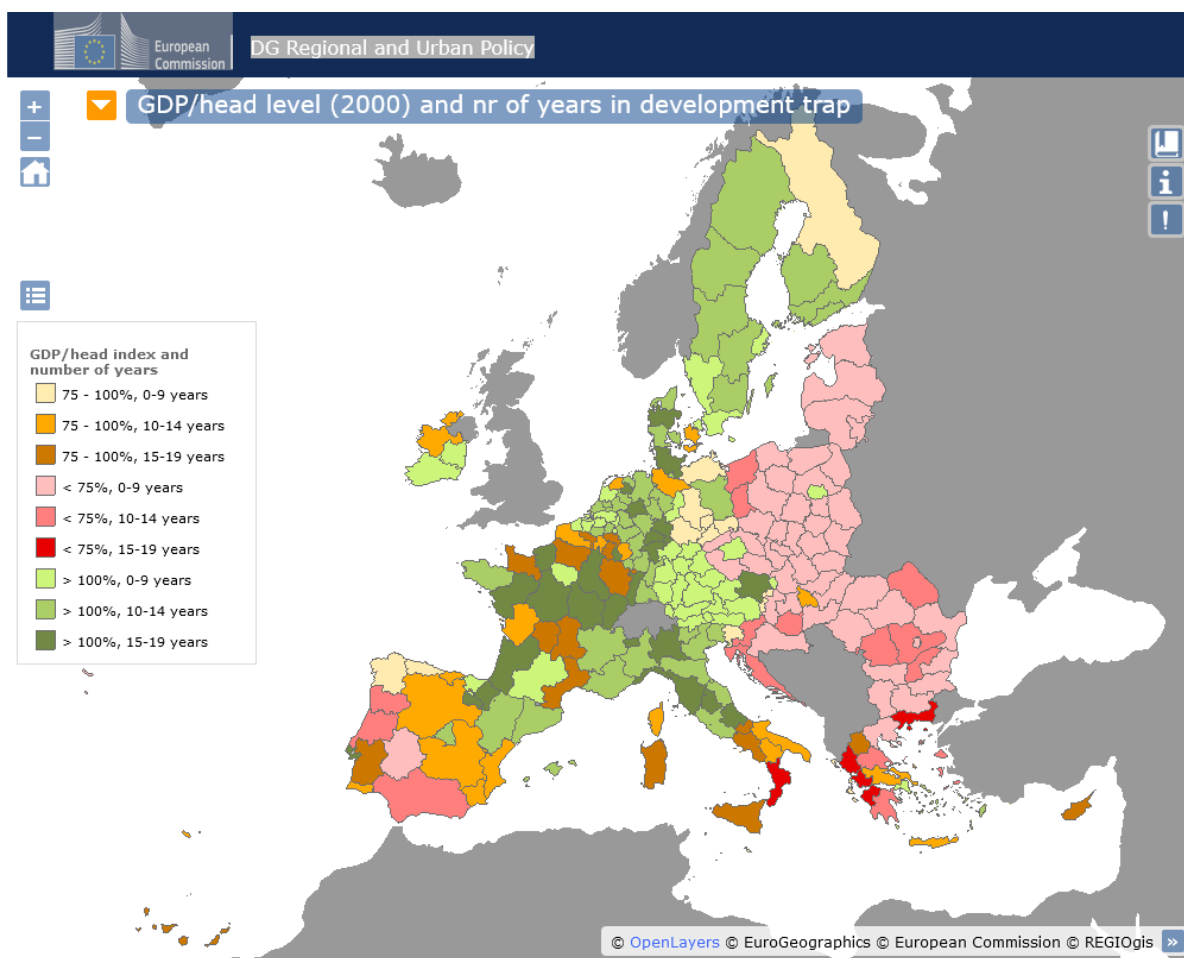 European
Commission
DG Regional and Urban Policy
+
GDP/head level (2000) and nr of years in development trap
−
i
!
GDP/head index and
number of years
75 - 100%, 0-9 years
75 - 100%, 10-14 years
75 - 100%, 15-19 years
< 75%, 0-9 years
< 75%, 10-14 years
< 75%, 15-19 years
> 100%, 0-9 years
> 100%, 10-14 years
> 100%, 15-19 years
© OpenLayers © EuroGeographics © European Commission © REGIOgis »